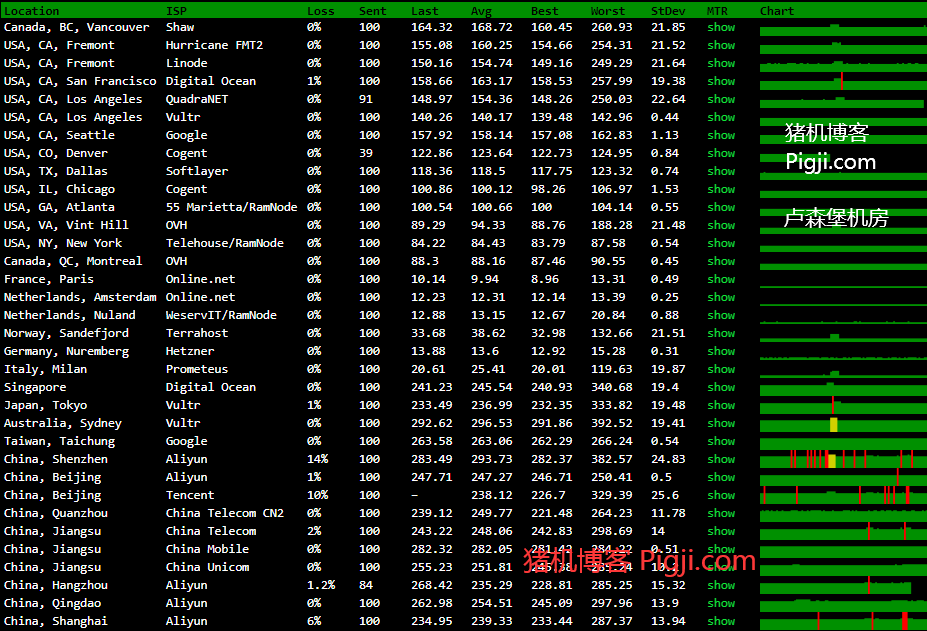 Location ISP Loss Sent Last Avg Best Worst StDev MTR Chart
Canada, BC, Vancouver Shaw 0% 100 164.32 168.72 160.45 260.93 21.85 show
USA, CA, Fremont Hurricane FMT2 0% 100 155.08 160.25 154.66 254.31 21.52 show
USA, CA, Fremont Linode 0% 100 150.16 154.74 149.16 249.29 21.64 show
USA, CA, San Francisco Digital Ocean 1% 100 158.66 163.17 158.53 257.99 19.38 show
USA, CA, Los Angeles QuadraNET 0% 91 148.97 154.36 148.26 250.03 22.64 show
USA, CA, Los Angeles Vultr 0% 100 140.26 140.17 139.48 142.96 0.44 show
USA, CA, Seattle Google 0% 100 157.92 158.14 157.08 162.83 1.13 show
猪机博客
USA, CO, Denver Cogent 0% 39 122.86 123.64 122.73 124.95 0.84 show
Pigji.com
USA, TX, Dallas Softlayer 0% 100 118.36 118.5 117.75 123.32 0.74 show
USA, IL, Chicago Cogent 0% 100 100.86 100.12 98.26 106.97 1.53 show
USA, GA, Atlanta 55 Marietta/RamNode 0% 100 100.54 100.66 100 104.14 0.55 show
卢森堡机房
USA, VA, Vint Hill OVH 0% 100 89.29 94.33 88.76 188.28 21.48 show
USA, NY, New York Telehouse/RamNode 0% 100 84.22 84.43 83.79 87.58 0.54 show
Canada, QC, Montreal OVH 0% 100 88.3 88.16 87.46 90.55 0.45 show
France, Paris Online.net 0% 100 10.14 9.94 8.96 13.31 0.49 show
Netherlands, Amsterdam Online.net 0% 100 12.23 12.31 12.14 13.39 0.25 show
Netherlands, Nuland WeservIT/RamNode 0% 100 12.88 13.15 12.67 20.84 0.88 show
Norway, Sandefjord Terrahost 0% 100 33.68 38.62 32.98 132.66 21.51 show
Germany, Nuremberg Hetzner 0% 100 13.88 13.6 12.92 15.28 0.31 show
Italy, Milan Prometeus 0% 100 20.61 25.41 20.01 119.63 19.87 show
Singapore Digital Ocean 0% 100 241.23 245.54 240.93 340.68 19.4 show
Japan, Tokyo Vultr 1% 100 233.49 236.99 232.35 333.82 19.48 show
Australia, Sydney Vultr 0% 100 292.62 296.53 291.86 392.52 19.41 show
Taiwan, Taichung Google 0% 100 263.58 263.06 262.29 266.24 0.54 show
China, Shenzhen Aliyun 14% 100 283.49 293.73 282.37 382.57 24.83 show
China, Beijing Aliyun 1% 100 247.71 247.27 246.71 250.41 0.5 show
China, Beijing Tencent 10% 100 – 238.12 226.7 329.39 25.6 show
China, Quanzhou China Telecom CN2 0% 100 239.12 249.77 221.48 264.23 11.78 show
China, Jiangsu China Telecom 2% 100 243.22 248.06 242.83 298.69 14 show
China, Jiangsu China Mobile 0% 100 282.32 282.05 0.51 show
猪机博客 Pigji.com
China, Jiangsu China Unicom 0% 100 255.23 251.81 show
China, Hangzhou Aliyun 1.2% 84 268.42 235.29 228.81 285.25 15.32 show
China, Qingdao Aliyun 0% 100 262.98 254.51 245.09 297.96 13.9 show
China, Shanghai Aliyun 6% 100 234.95 239.33 233.44 287.37 13.94 show